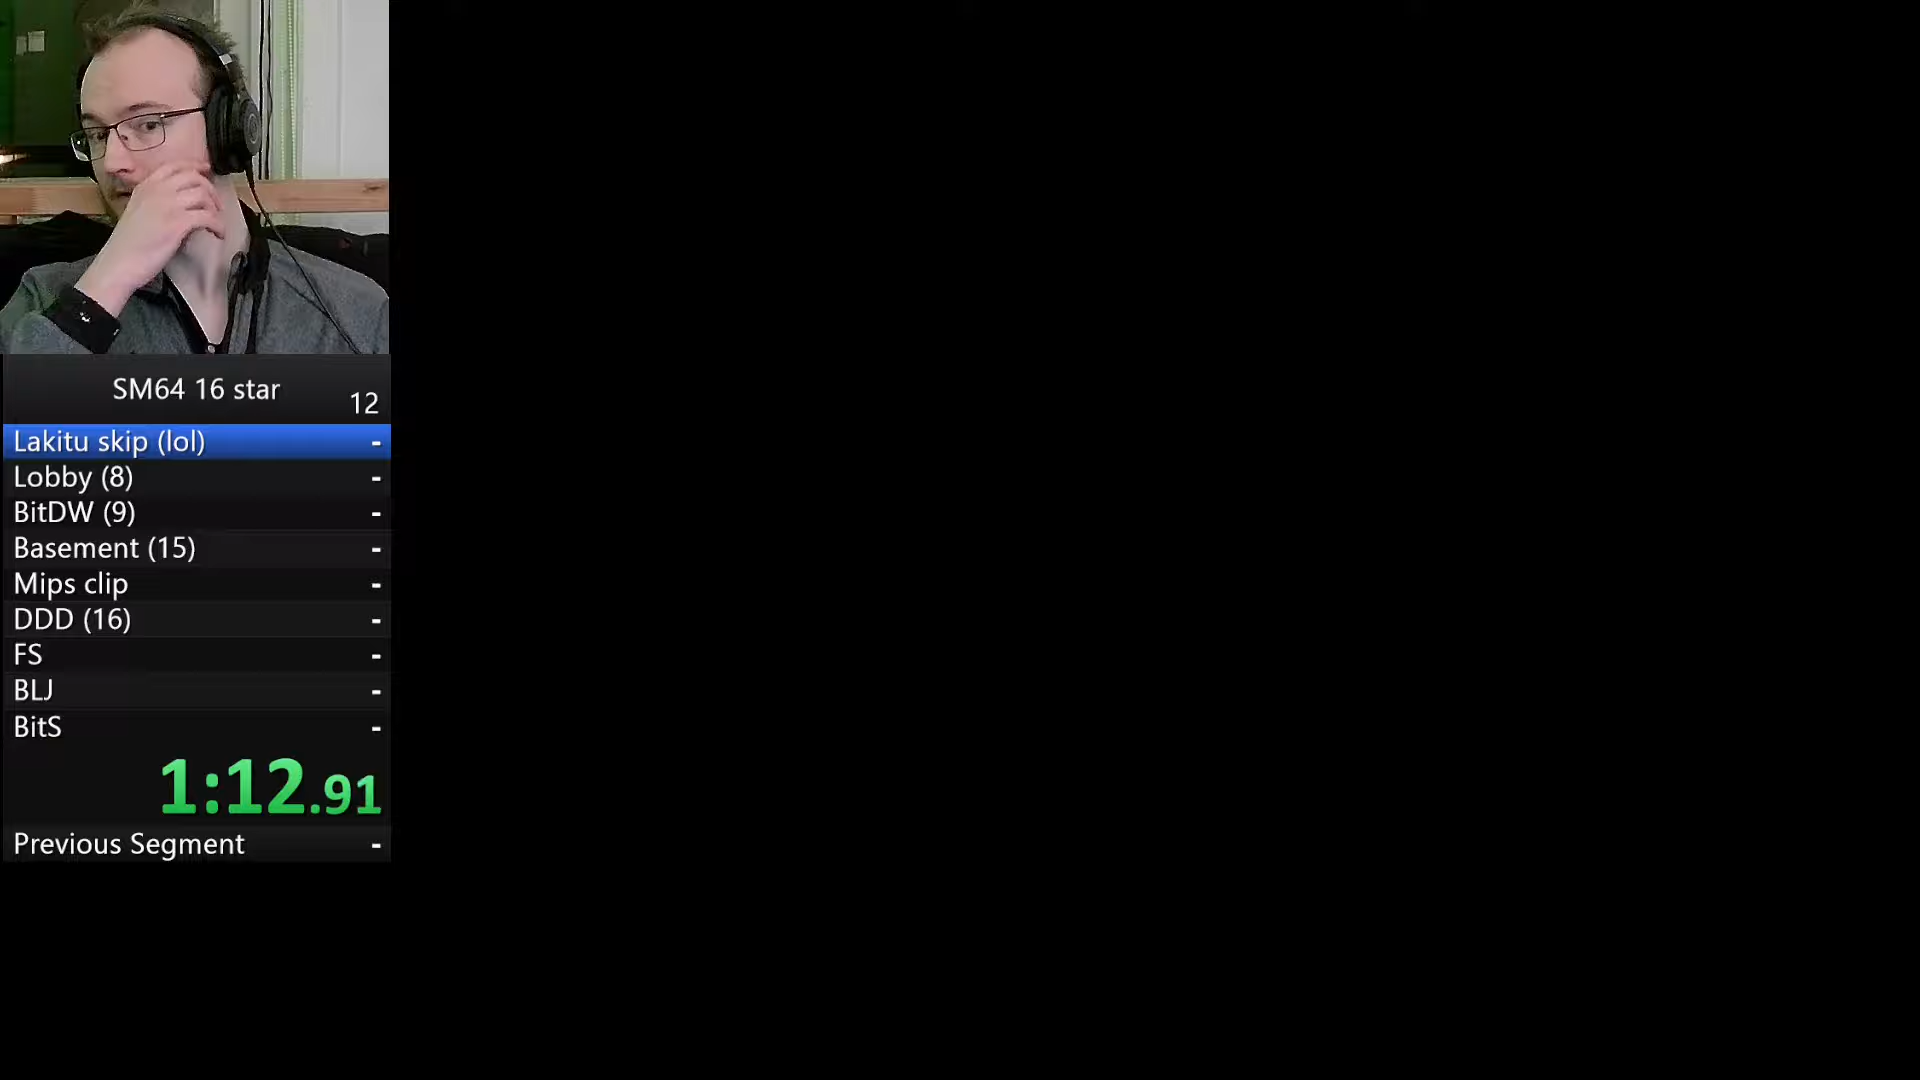 SM64 16 star
12
Lakitu skip (lol) -
Lobby (8) -
BitDW (9) -
Basement (15) -
Mips clip -
DDD (16) -
FS -
BLJ -
BitS -
1:12.91
Previous Segment -